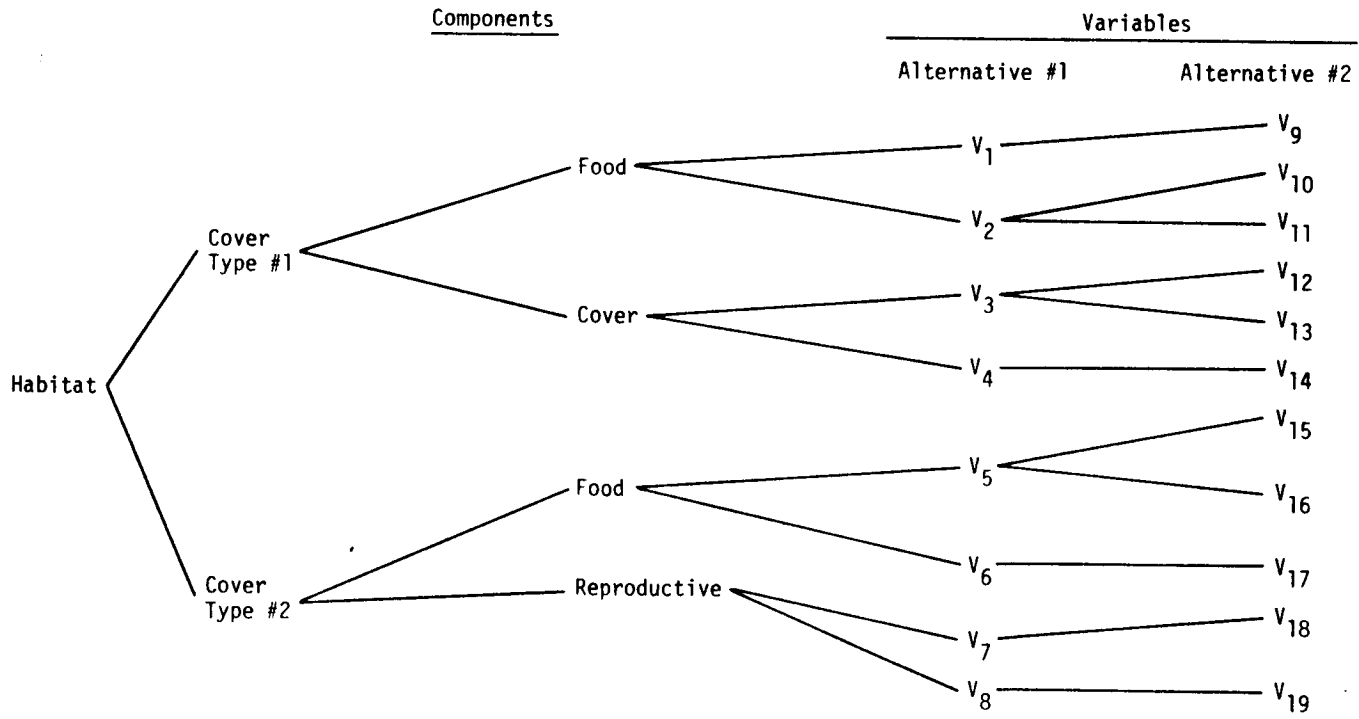 Components
Variables
Alternative #1 Alternative #2
V9
V1
Food
V10
V2
V11
Cover
Type #1
V12
V3
Cover
V13
V4
V14
Habitat
V15
V5
Food
V16
V6
V17
Cover
Type #2
Reproductive
V18
V7
V8
V19